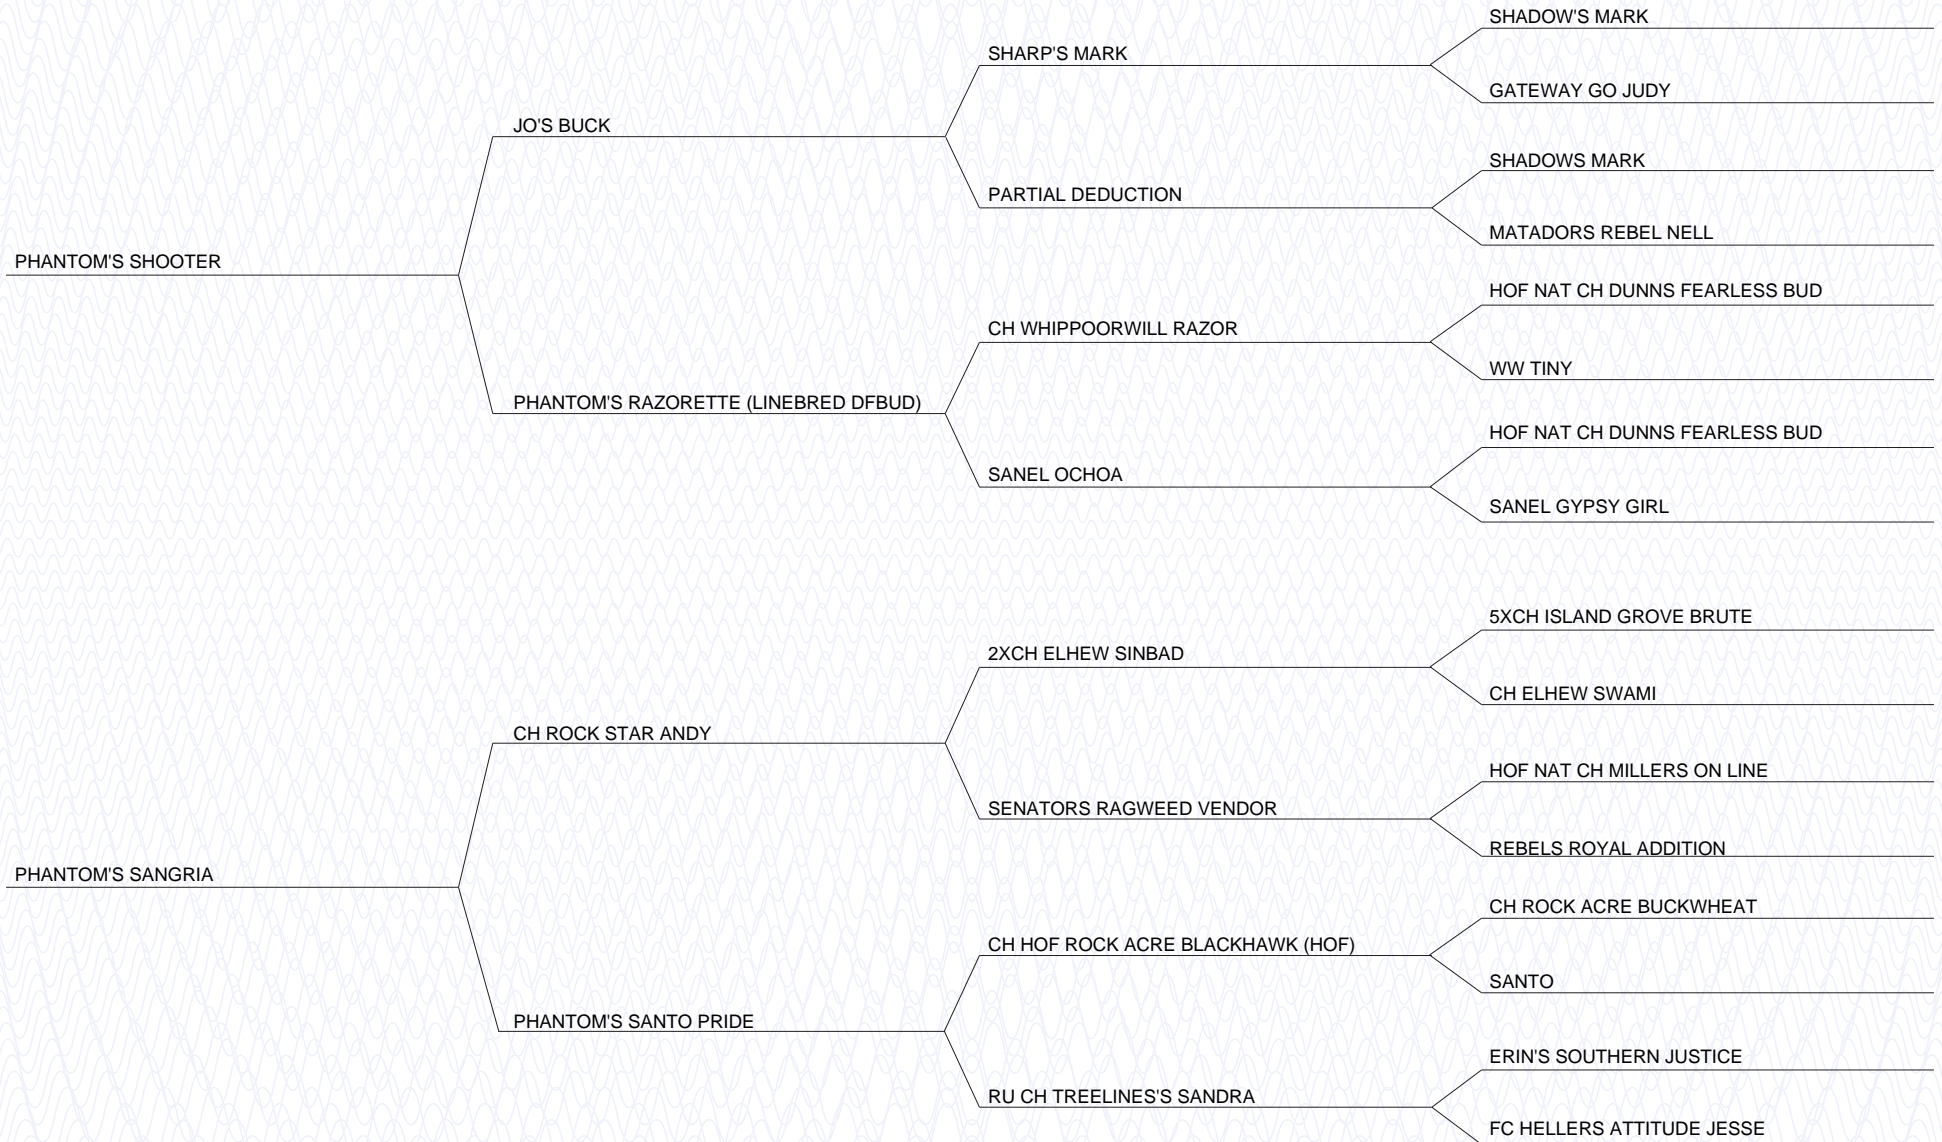 SHADOW'S MARK
SHARP'S MARK
GATEWAY GO JUDY
JO'S BUCK
SHADOWS MARK
PARTIAL DEDUCTION
MATADORS REBEL NELL
PHANTOM'S SHOOTER
HOF NAT CH DUNNS FEARLESS BUD
CH WHIPPOORWILL RAZOR
WW TINY
PHANTOM'S RAZORETTE (LINEBRED DFBUD)
HOF NAT CH DUNNS FEARLESS BUD
SANEL OCHOA
SANEL GYPSY GIRL
5XCH ISLAND GROVE BRUTE
2XCH ELHEW SINBAD
CH ELHEW SWAMI
CH ROCK STAR ANDY
HOF NAT CH MILLERS ON LINE
SENATORS RAGWEED VENDOR
REBELS ROYAL ADDITION
PHANTOM'S SANGRIA
CH ROCK ACRE BUCKWHEAT
CH HOF ROCK ACRE BLACKHAWK (HOF)
SANTO
PHANTOM'S SANTO PRIDE
ERIN'S SOUTHERN JUSTICE
RU CH TREELINES'S SANDRA
FC HELLERS ATTITUDE JESSE